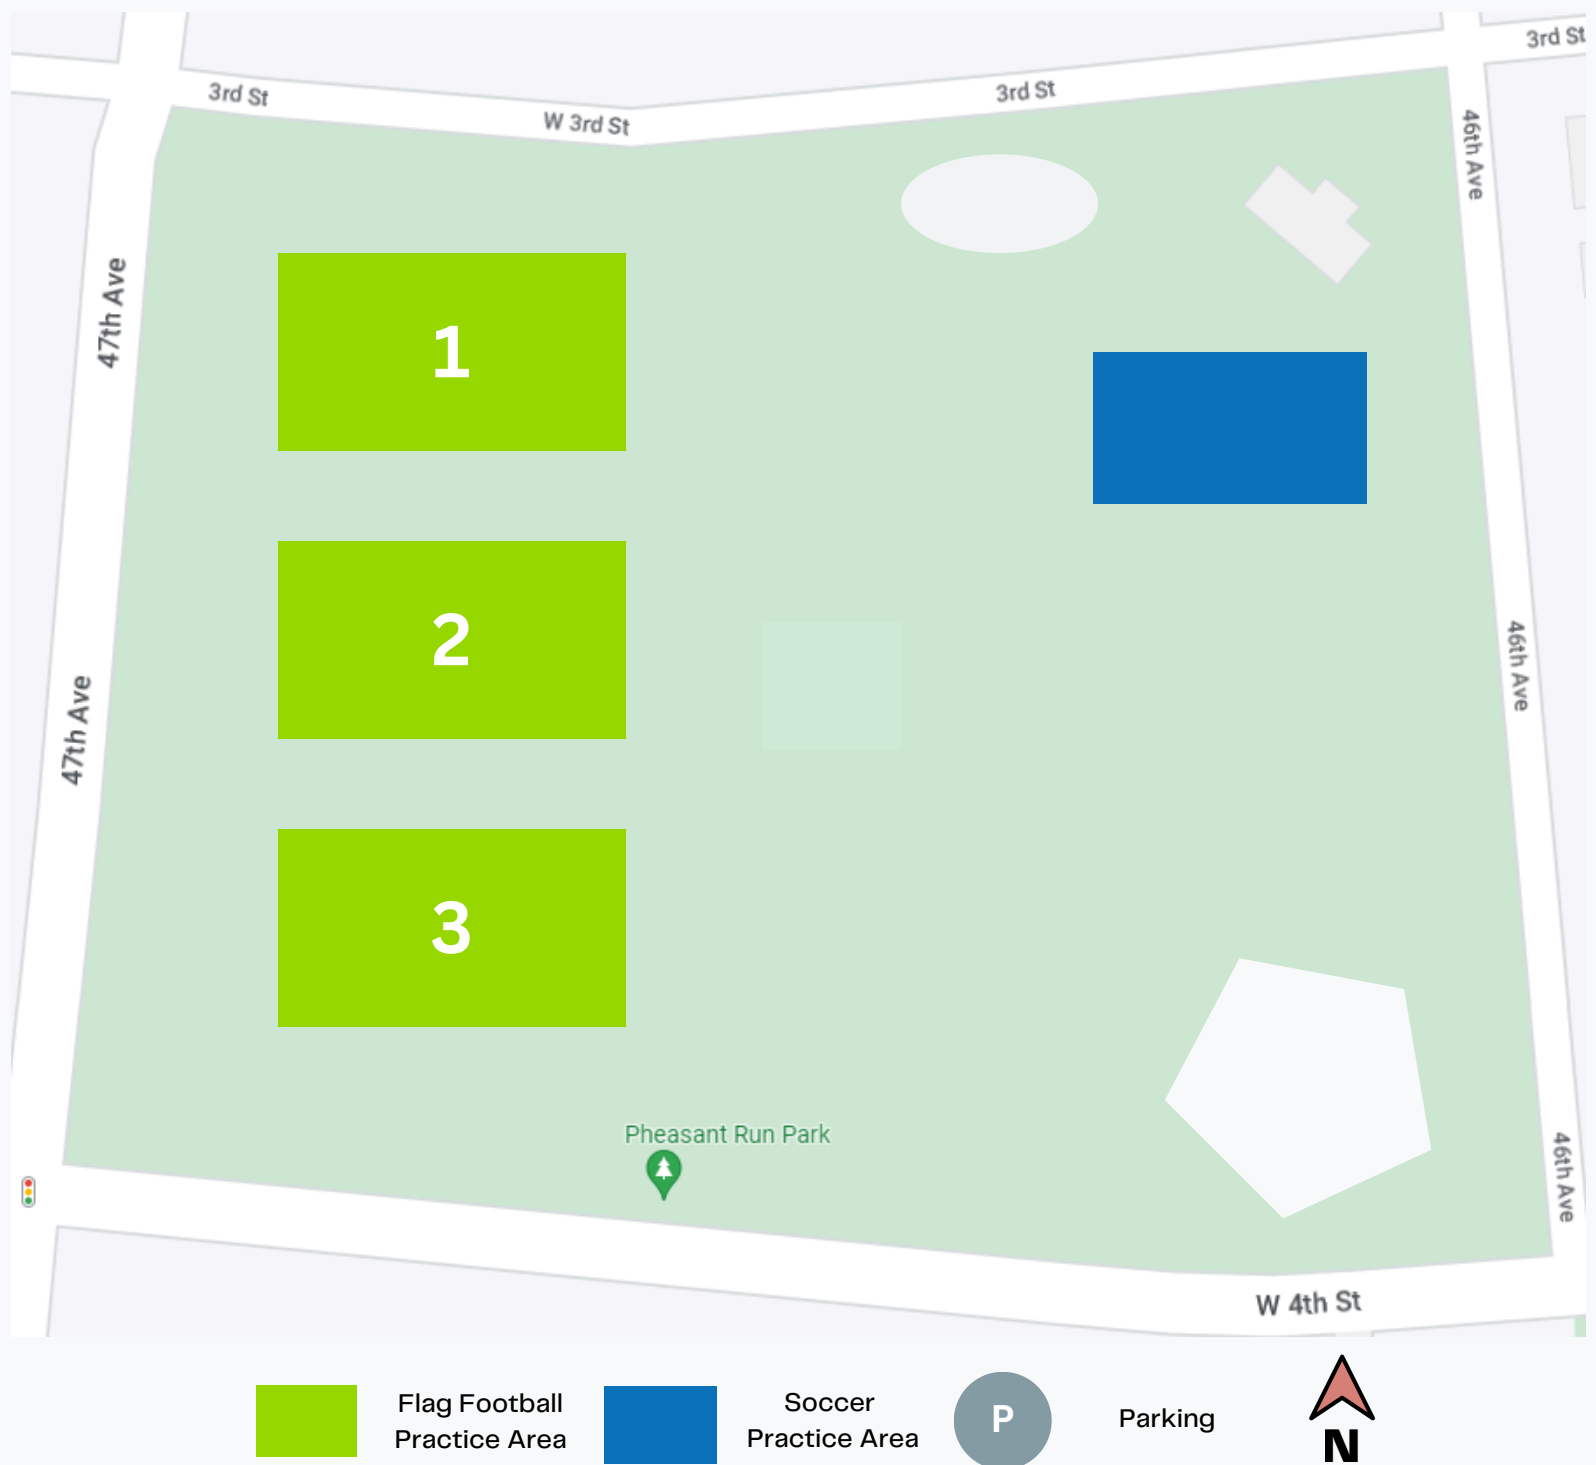 3rd St
3rd St
W 3rd St
3rd St
46th Ave
47th Ave
1
2
46th Ave
47th Ave
3
Pheasant Run Park
46th Ave
W 4th St
Flag Football
Practice Area
Soccer
Practice Area
P
Parking
N